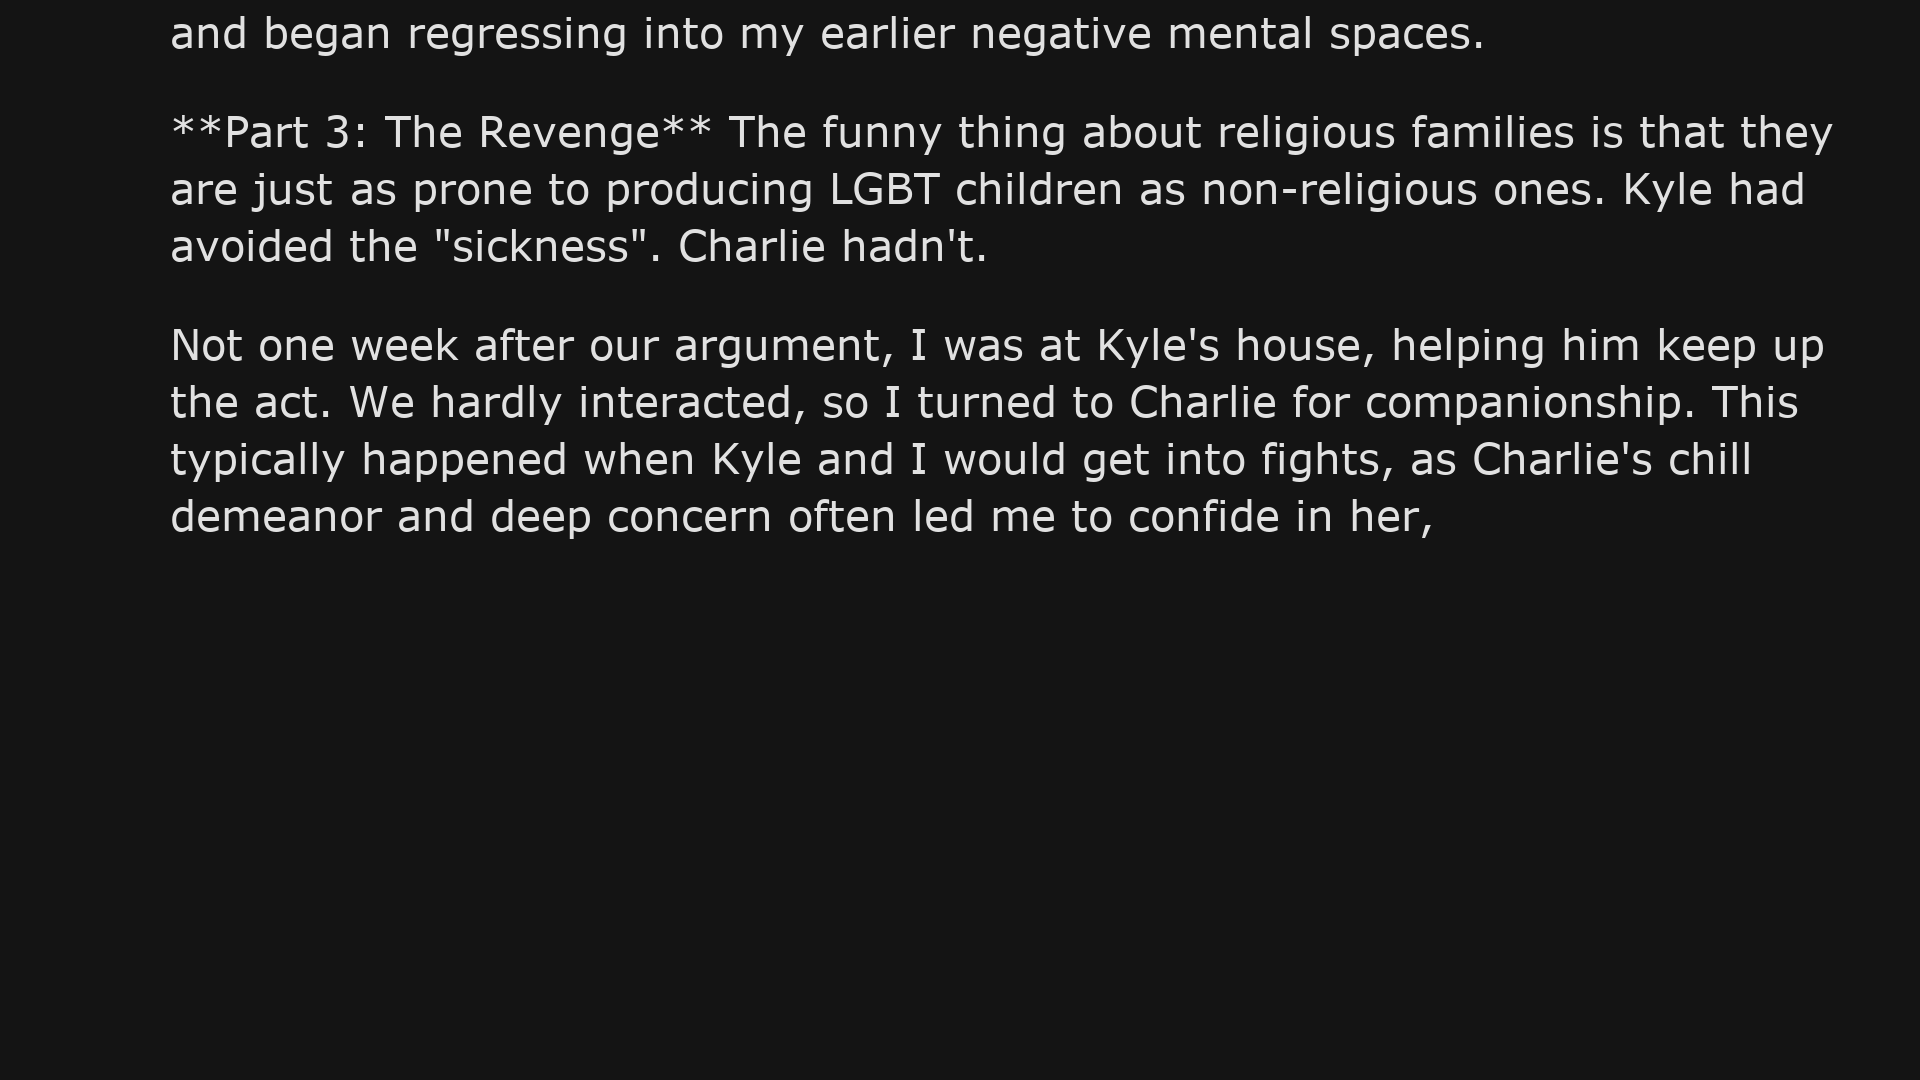 and began regressing into my earlier negative mental spaces.
**Part 3: The Revenge** The funny thing about religious families is that they
are just as prone to producing LGBT children as non-religious ones. Kyle had
avoided the "sickness". Charlie hadn't.
Not one week after our argument, I was at Kyle's house, helping him keep up
the act. We hardly interacted, so I turned to Charlie for companionship. This
typically happened when Kyle and I would get into fights, as Charlie's chill
demeanor and deep concern often led me to confide in her,